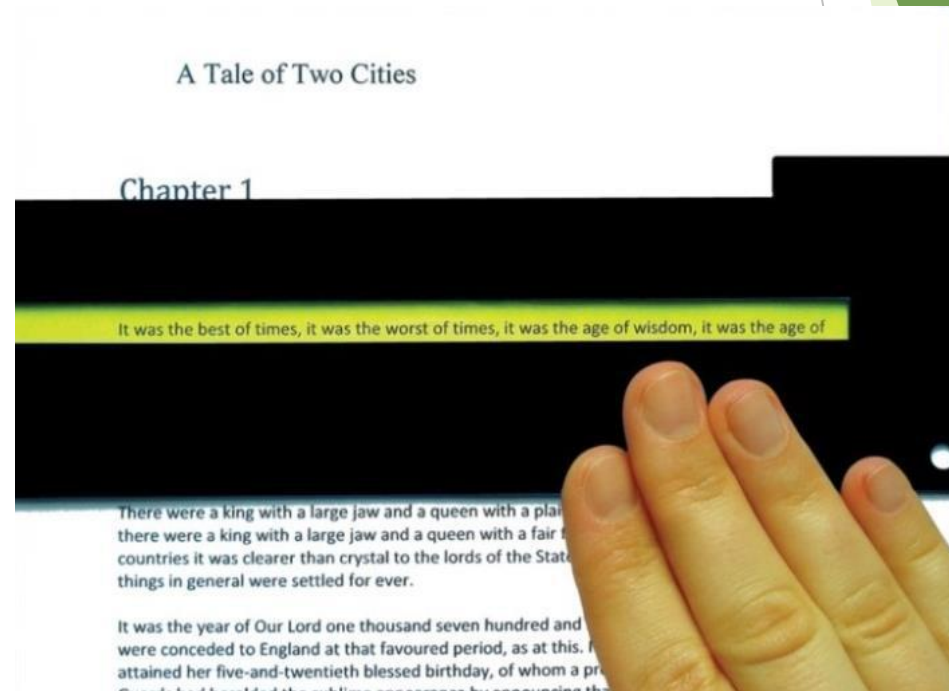 A Tale of Two Cities
Chapter 1
It was the best of times, it was the worst of times, it was the age of wisdom, it was the age of
There were a king with a large jaw and a queen with a
there were a king with a large jaw and a queen with a fair
countries it was clearer than crystal to the lords of the State
things in general were settled for ever.
It was the year of Our Lord one thousand seven hundred and
were conceded to England at that favoured period, as at this.
attained her five-and-twentieth blessed birthday, of whom a